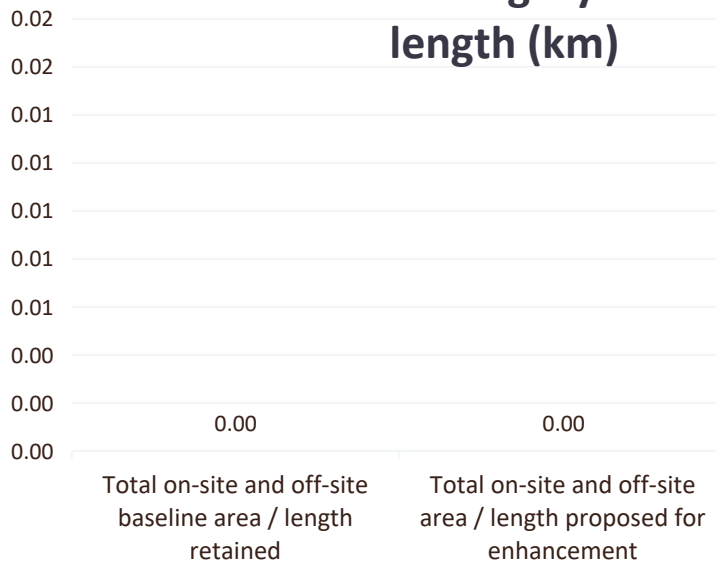 length (km)
0.02
0.02
0.01
0.01
0.01
0.01
0.01
0.00
0.00
0.00
0.00
0.00
Total on-site and off-site
baseline area / length
retained
Total on-site and off-site
area / length proposed for
enhancement